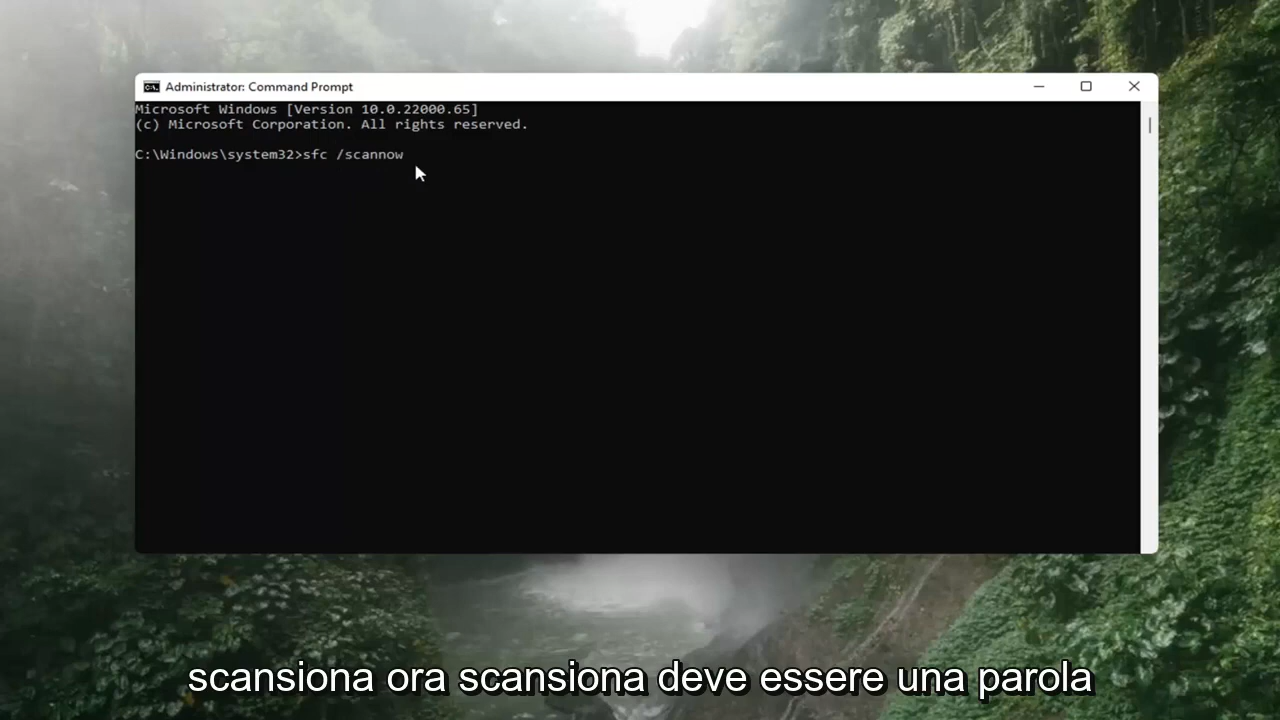 Administrator: Command Prompt
Microsoft Windows [Version 10.0.22000.65]
(c) Microsoft Corporation. All rights reserved.
C:\Windows\system32>sfc /scannow
scansiona ora scansiona deve essere una parola